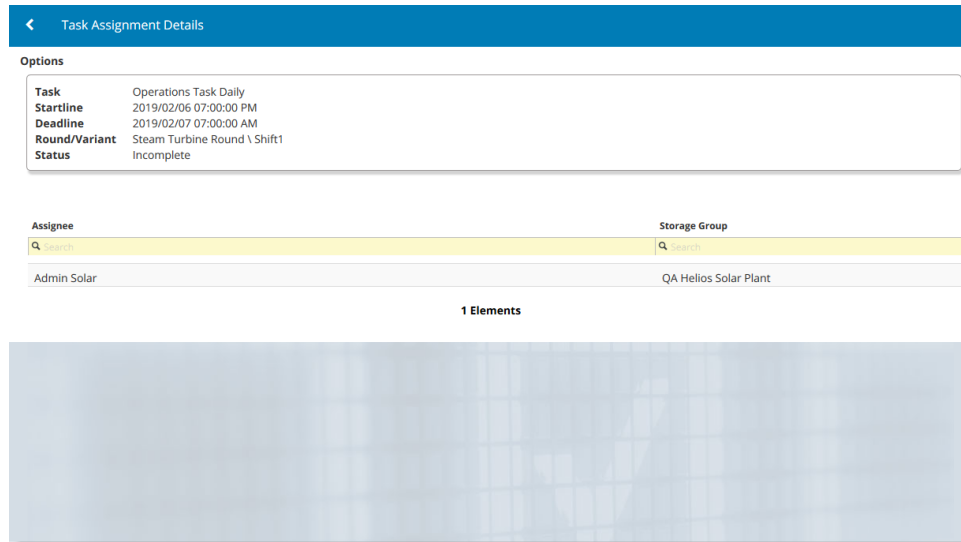 Task Assignment Details
Options
Task Operations Task Daily
Startline 2019/02/06 07:00:00 PM
Deadline 2019/02/07 07:00:00 AM
Round/Variant Steam Turbine Round \ Shift1
Status Incomplete
Assignee Storage Group
Search Search
Admin Solar QA Helios Solar Plant
1 Elements